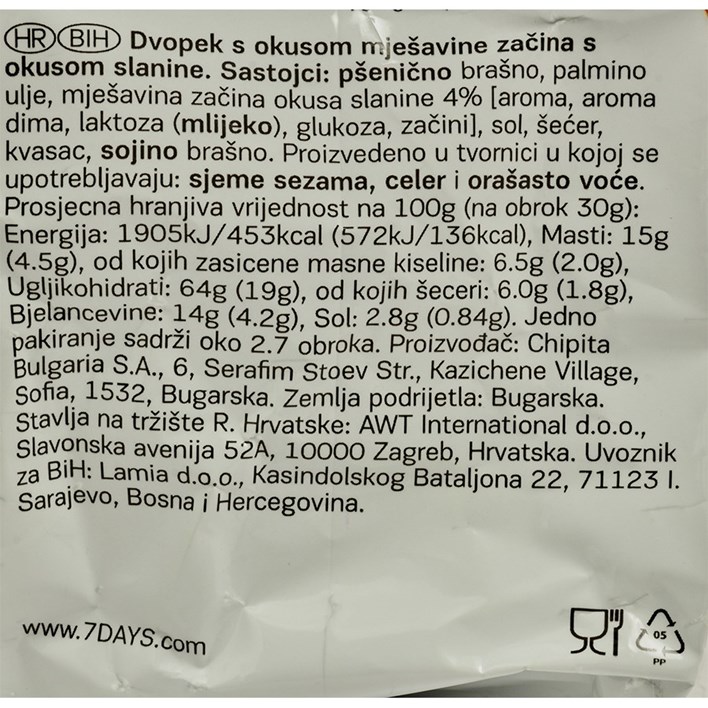 HR BIH Dvopek s okusom mješavine začina s
okusom slanine. Sastojci: pšenično brašno, palmino
ulje, mješavina začina okusa slanine 4% [aroma, aroma
dima, laktoza (mlijeko), glukoza, začini], sol, šećer,
kvasac, sojino brašno. Proizvedeno u tvornici u kojoj se
upotrebljavaju: sjeme sezama, celer i orašasto voće.
Prosjecna hranjiva vrijednost na 100g (na obrok 30g):
Energija: 1905kJ/453kcal (572kJ/136kcal), Masti: 15g
(4.5g), od kojih zasicene masne kiseline: 6.5g (2.0g),
Ugljikohidrati: 64g (19g), od kojih šeceri: 6.0g (1.8g),
Bjelancevine: 14g (4.2g), Sol: 2.8g (0.84g). Jedno
pakiranje sadrži oko 2.7 obroka. Proizvođač: Chipita
Bulgaria S.A., 6, Serafim Stoev Str., Kazichene Village,
Sofia, 1532, Bugarska. Zemlja podrijetla: Bugarska.
Stavlja na tržište R. Hrvatske: AWT International d.o.o.,
Slavonska avenija 52A, 10000 Zagreb, Hrvatska. Uvoznik
za BiH: Lamia d.o.o., Kasindolskog Bataljona 22, 71123 I.
Sarajevo, Bosna i Hercegovina.
www.7DAYS.com
05
PP